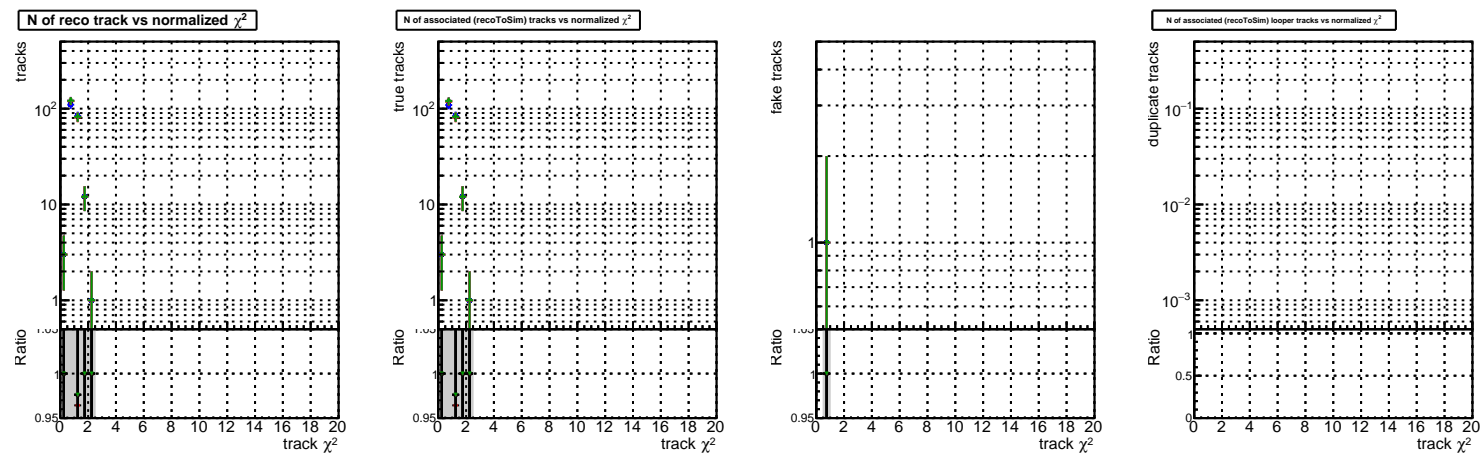 N of reco track vs normalized χ²
tracks
10²
10
1
Ratio
1.05
1
0.95
0 2 4 6 8 10 12 14 16 18 20
track χ²
N of associated (recoToSim) tracks vs normalized χ²
true tracks
10²
10
1
Ratio
1.05
1
0.95
0 2 4 6 8 10 12 14 16 18 20
track χ²
fake tracks
1
Ratio
1.05
1
0.95
0 2 4 6 8 10 12 14 16 18 20
track χ²
N of associated (recoToSim) looper tracks vs normalized χ²
duplicate tracks
10⁻¹
10⁻²
10⁻³
Ratio
1
0.5
0
0 2 4 6 8 10 12 14 16 18 20
track χ²